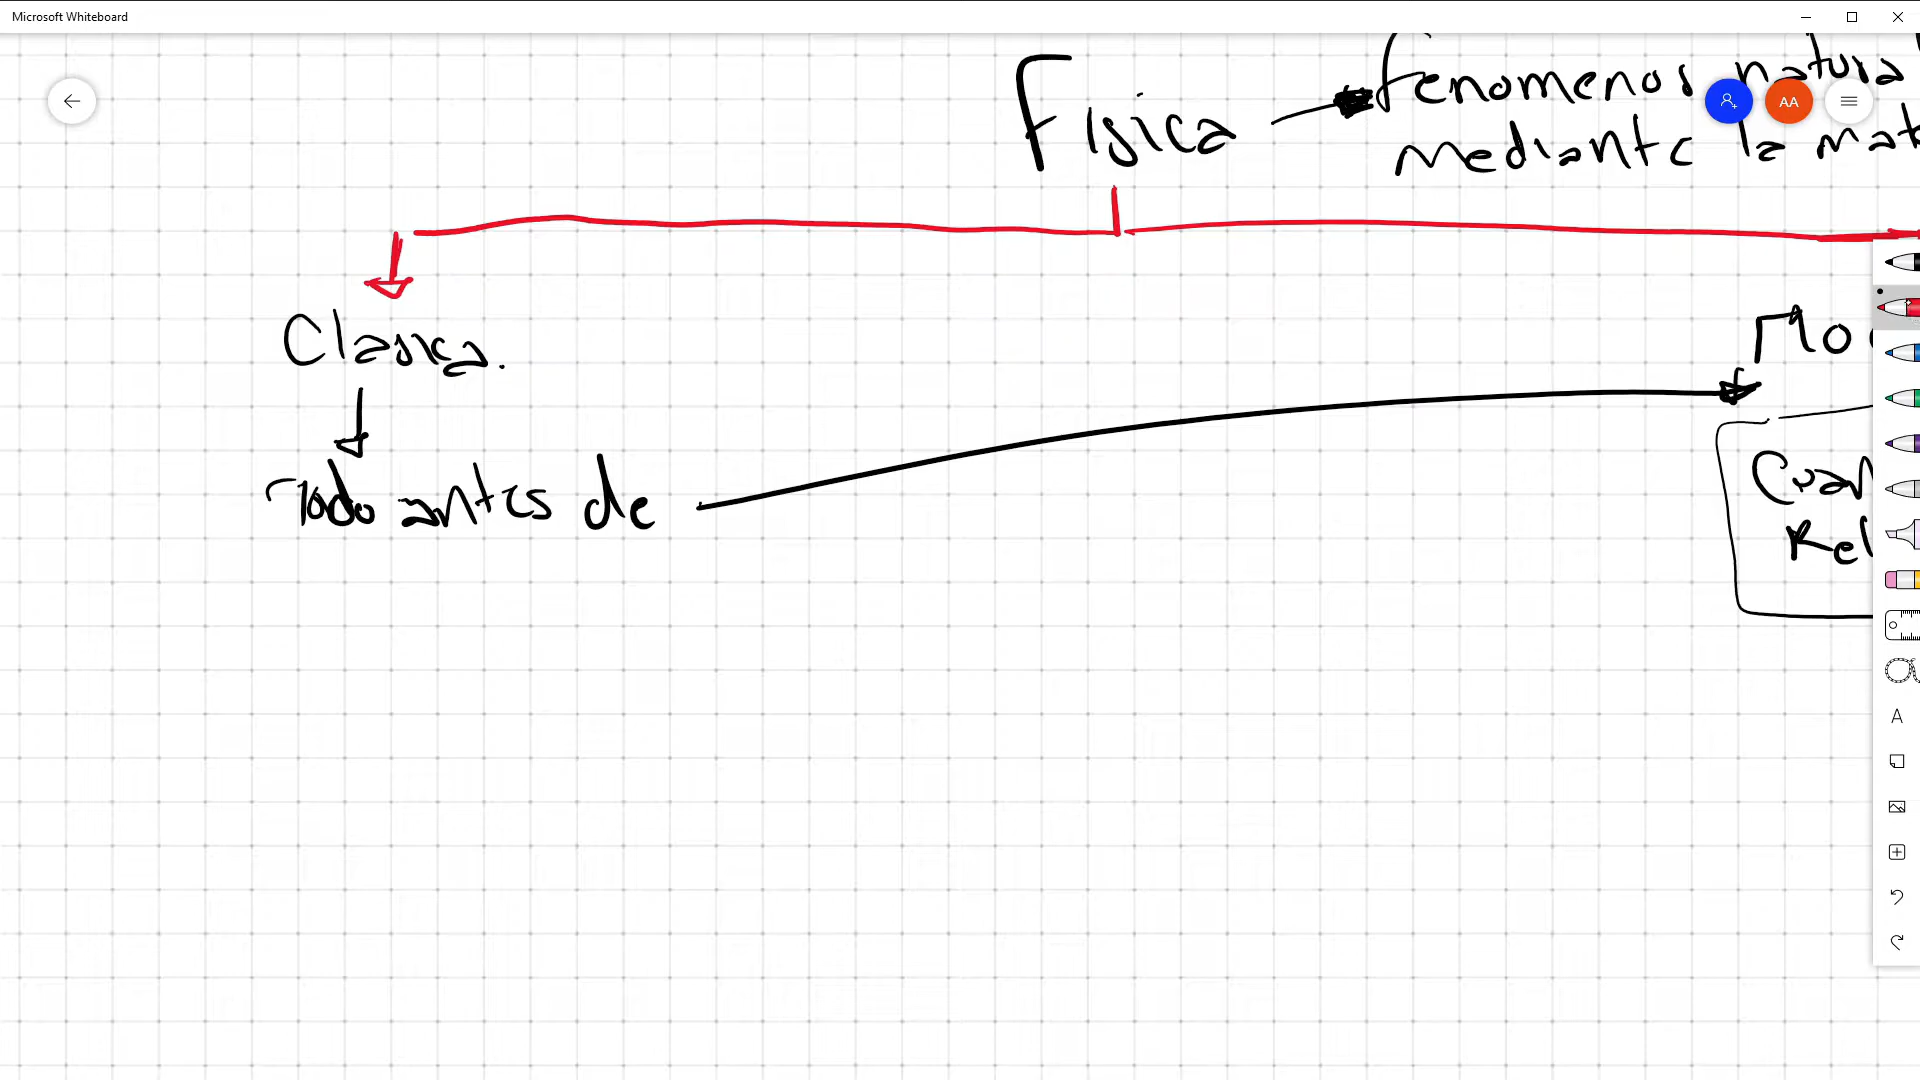 Microsoft Whiteboard
Fisica
fenomenos natura
mediante la mat
AA
Clasica.
Mo
Todo antes de
Cuan
Rel
A